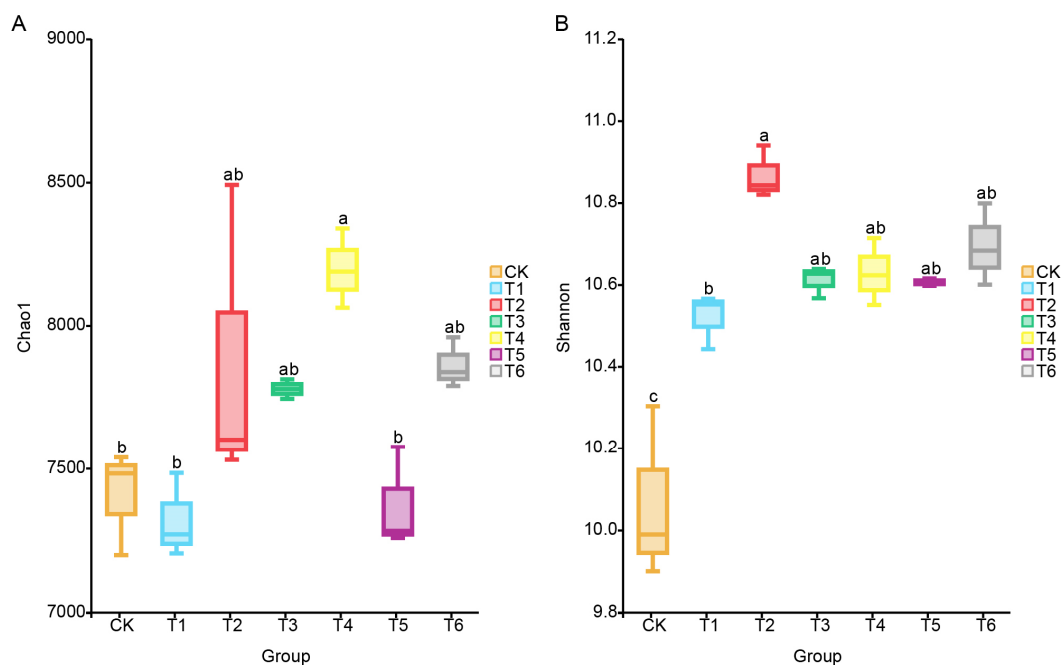 A
9000
8500
8000
7500
7000
Chao1
b
b
ab
ab
a
b
ab
CK
T1
T2
T3
T4
T5
T6
Group
CK
T1
T2
T3
T4
T5
T6
B
11.2
11.0
10.8
10.6
10.4
10.2
10.0
9.8
Shannon
c
b
a
ab
ab
ab
ab
CK
T1
T2
T3
T4
T5
T6
Group
CK
T1
T2
T3
T4
T5
T6